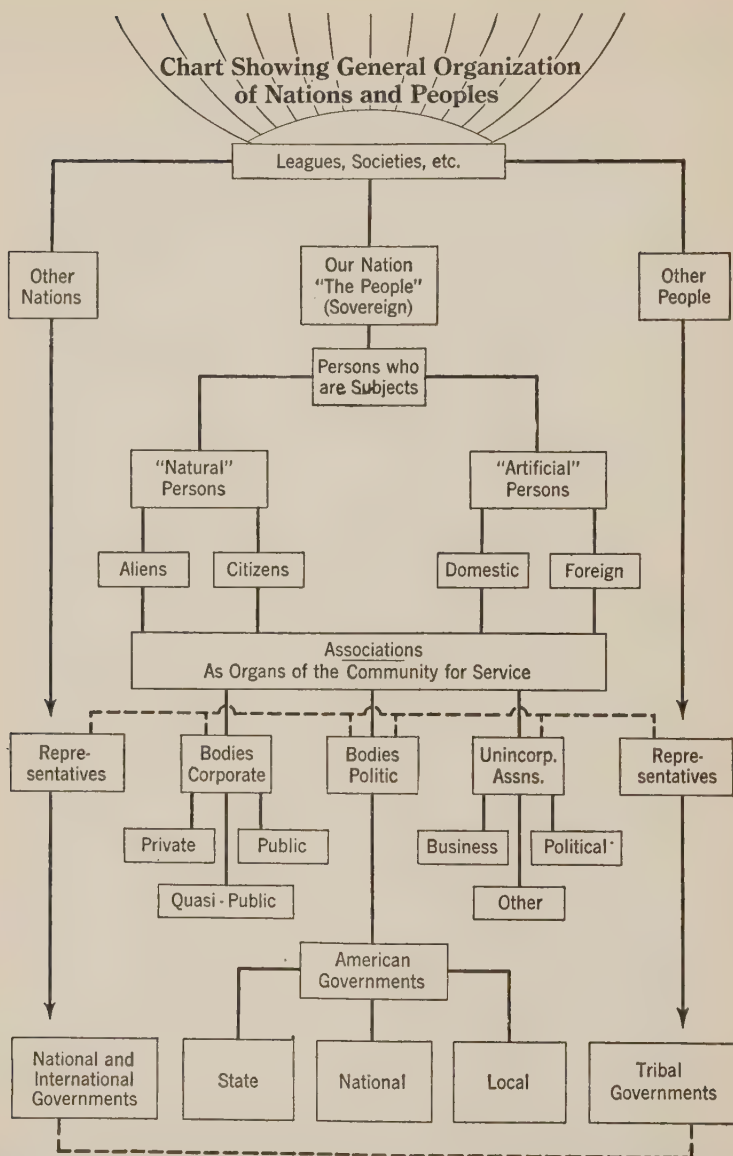 Chart Showing General Organization
of Nations and Peoples
Leagues, Societies, etc.
Other
Nations
Our Nation
"The People"
(Sovereign)
Other
People
Persons who
are Subjects
"Natural"
Persons
"Artificial"
Persons
Aliens
Citizens
Domestic
Foreign
Associations
As Organs of the Community for Service
Repre-
sentatives
Bodies
Corporate
Bodies
Politic
Unincorp.
Assns.
Repre-
sentatives
Private
Public
Quasi-Public
Business
Political
Other
American
Governments
National and
International
Governments
State
National
Local
Tribal
Governments